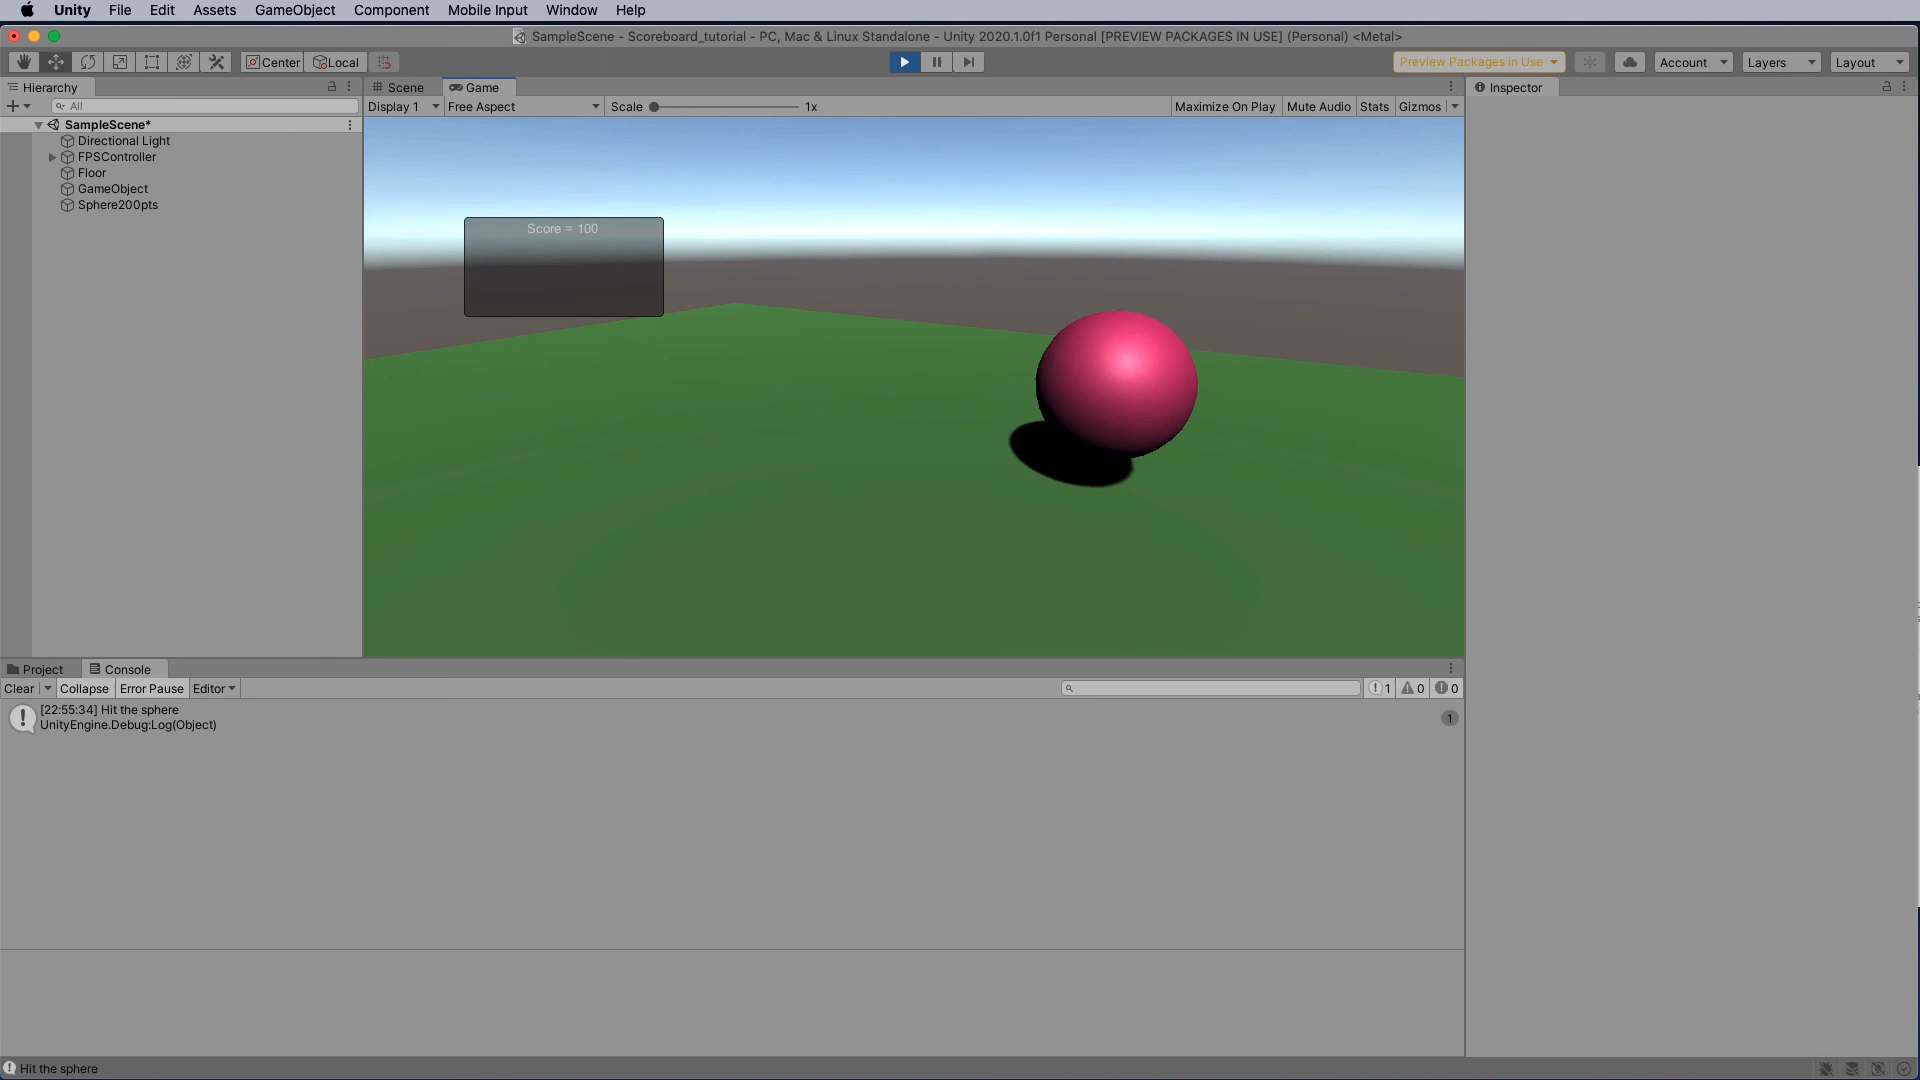 Unity File Edit Assets GameObject Component Mobile Input Window Help
SampleScene - Scoreboard_tutorial - PC, Mac & Linux Standalone - Unity 2020.1.0f1 Personal [PREVIEW PACKAGES IN USE] (Personal) <Metal>
Center Local Preview Packages in Use Account Layers Layout
Hierarchy Scene Game Inspector
All Display 1 Free Aspect Scale 1x Maximize On Play Mute Audio Stats Gizmos
SampleScene*
Directional Light
FPSController
Floor
GameObject
Sphere200pts
Score = 100
Project Console
Clear Collapse Error Pause Editor 1 0 0
[22:55:34] Hit the sphere
UnityEngine.Debug:Log(Object)
1
Hit the sphere